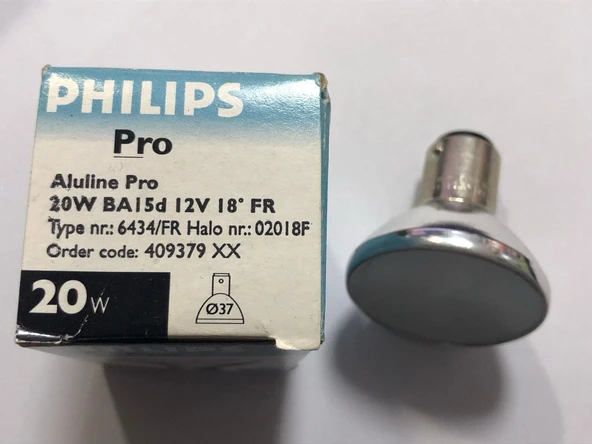 PHILIPS
Pro
Aluline Pro
20W BA15d 12V 18° FR
Type nr.: 6434/FR Halo nr.: 02018F
Order code: 409379 XX
20W
Ø37